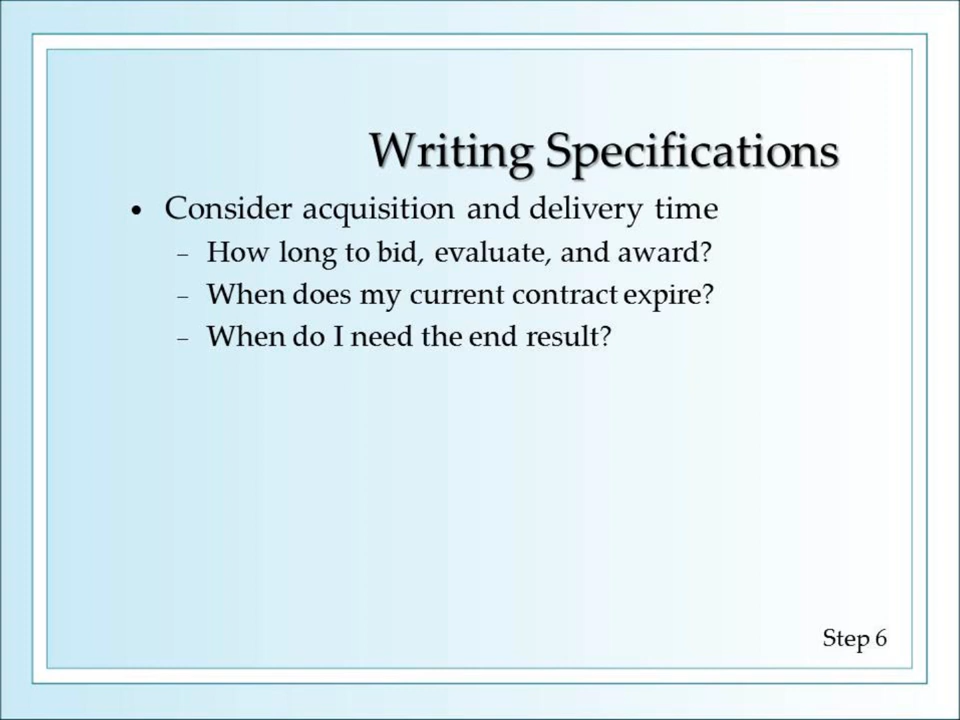 Writing Specifications
• Consider acquisition and delivery time
– How long to bid, evaluate, and award?
– When does my current contract expire?
– When do I need the end result?
Step 6